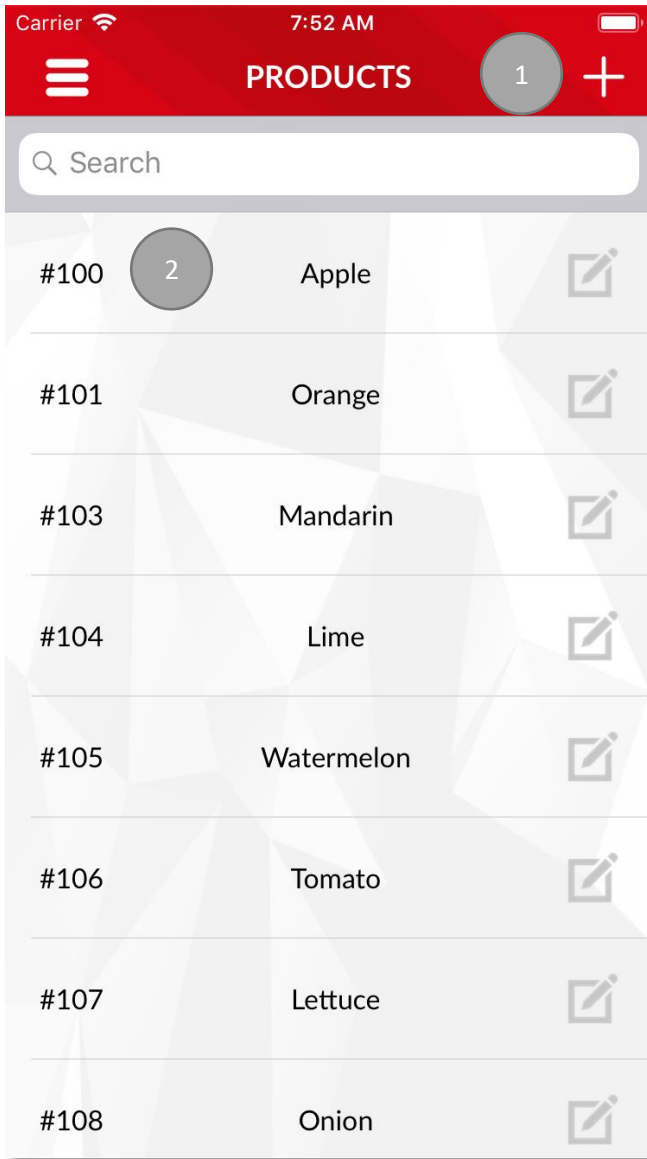 Carrier 7:52 AM
PRODUCTS 1
Search
#100 2 Apple
#101 Orange
#103 Mandarin
#104 Lime
#105 Watermelon
#106 Tomato
#107 Lettuce
#108 Onion